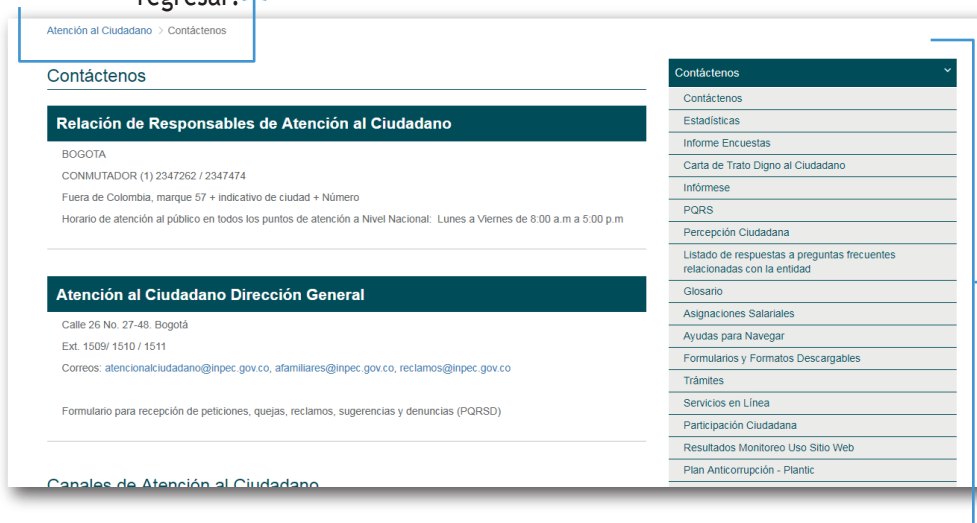 regresar.
Atención al Ciudadano > Contáctenos
Contáctenos
Relación de Responsables de Atención al Ciudadano
BOGOTA
CONMUTADOR (1) 2347262 / 2347474
Fuera de Colombia, marque 57 + indicativo de ciudad + Número
Horario de atención al público en todos los puntos de atención a Nivel Nacional: Lunes a Viernes de 8:00 a.m a 5:00 p.m
Atención al Ciudadano Dirección General
Calle 26 No. 27-48. Bogotá
Ext. 1509/ 1510 / 1511
Correos: atencionalciudadano@inpec.gov.co, afamiliares@inpec.gov.co, reclamos@inpec.gov.co
Formulario para recepción de peticiones, quejas, reclamos, sugerencias y denuncias (PQRSD)
Canales de Atención al Ciudadano
Contáctenos
Contáctenos
Estadísticas
Informe Encuestas
Carta de Trato Digno al Ciudadano
Infórmese
PQRS
Percepción Ciudadana
Listado de respuestas a preguntas frecuentes
relacionadas con la entidad
Glosario
Asignaciones Salariales
Ayudas para Navegar
Formularios y Formatos Descargables
Trámites
Servicios en Línea
Participación Ciudadana
Resultados Monitoreo Uso Sitio Web
Plan Anticorrupción - Plantic